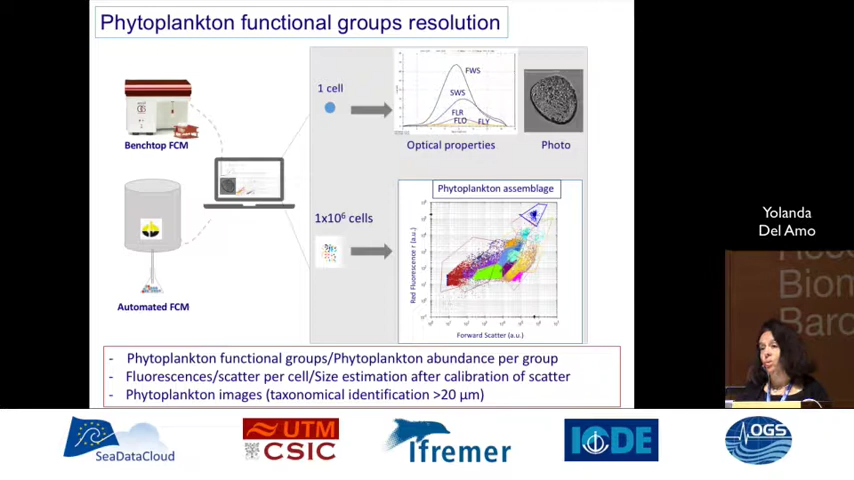 Phytoplankton functional groups resolution
1 cell
FWS
SWS
FLR
FLO
FLY
Benchtop FCM
Optical properties
Photo
Phytoplankton assemblage
1x10⁶ cells
Red Fluorescence r (a.u.)
Forward Scatter (a.u.)
Automated FCM
- Phytoplankton functional groups/Phytoplankton abundance per group
- Fluorescences/scatter per cell/Size estimation after calibration of scatter
- Phytoplankton images (taxonomical identification >20 µm)
Yolanda
Del Amo
Biom
Barc
SeaDataCloud
UTM
CSIC
Ifremer
IODE
OGS